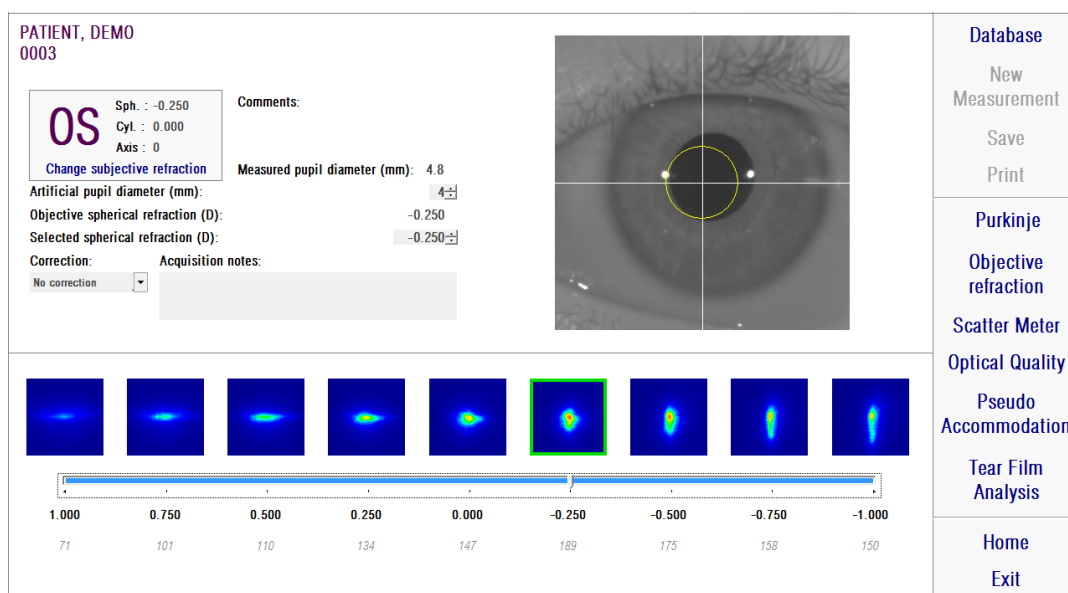 PATIENT, DEMO
0003
OS
Sph. : -0.250
Cyl. : 0.000
Axis : 0
Change subjective refraction
Comments:
Measured pupil diameter (mm): 4.8
Artificial pupil diameter (mm): 4
Objective spherical refraction (D): -0.250
Selected spherical refraction (D): -0.250
Correction: Acquisition notes:
No correction
1.000 0.750 0.500 0.250 0.000 -0.250 -0.500 -0.750 -1.000
71 101 110 134 147 189 175 158 150
Database
New
Measurement
Save
Print
Purkinje
Objective
refraction
Scatter Meter
Optical Quality
Pseudo
Accommodation
Tear Film
Analysis
Home
Exit